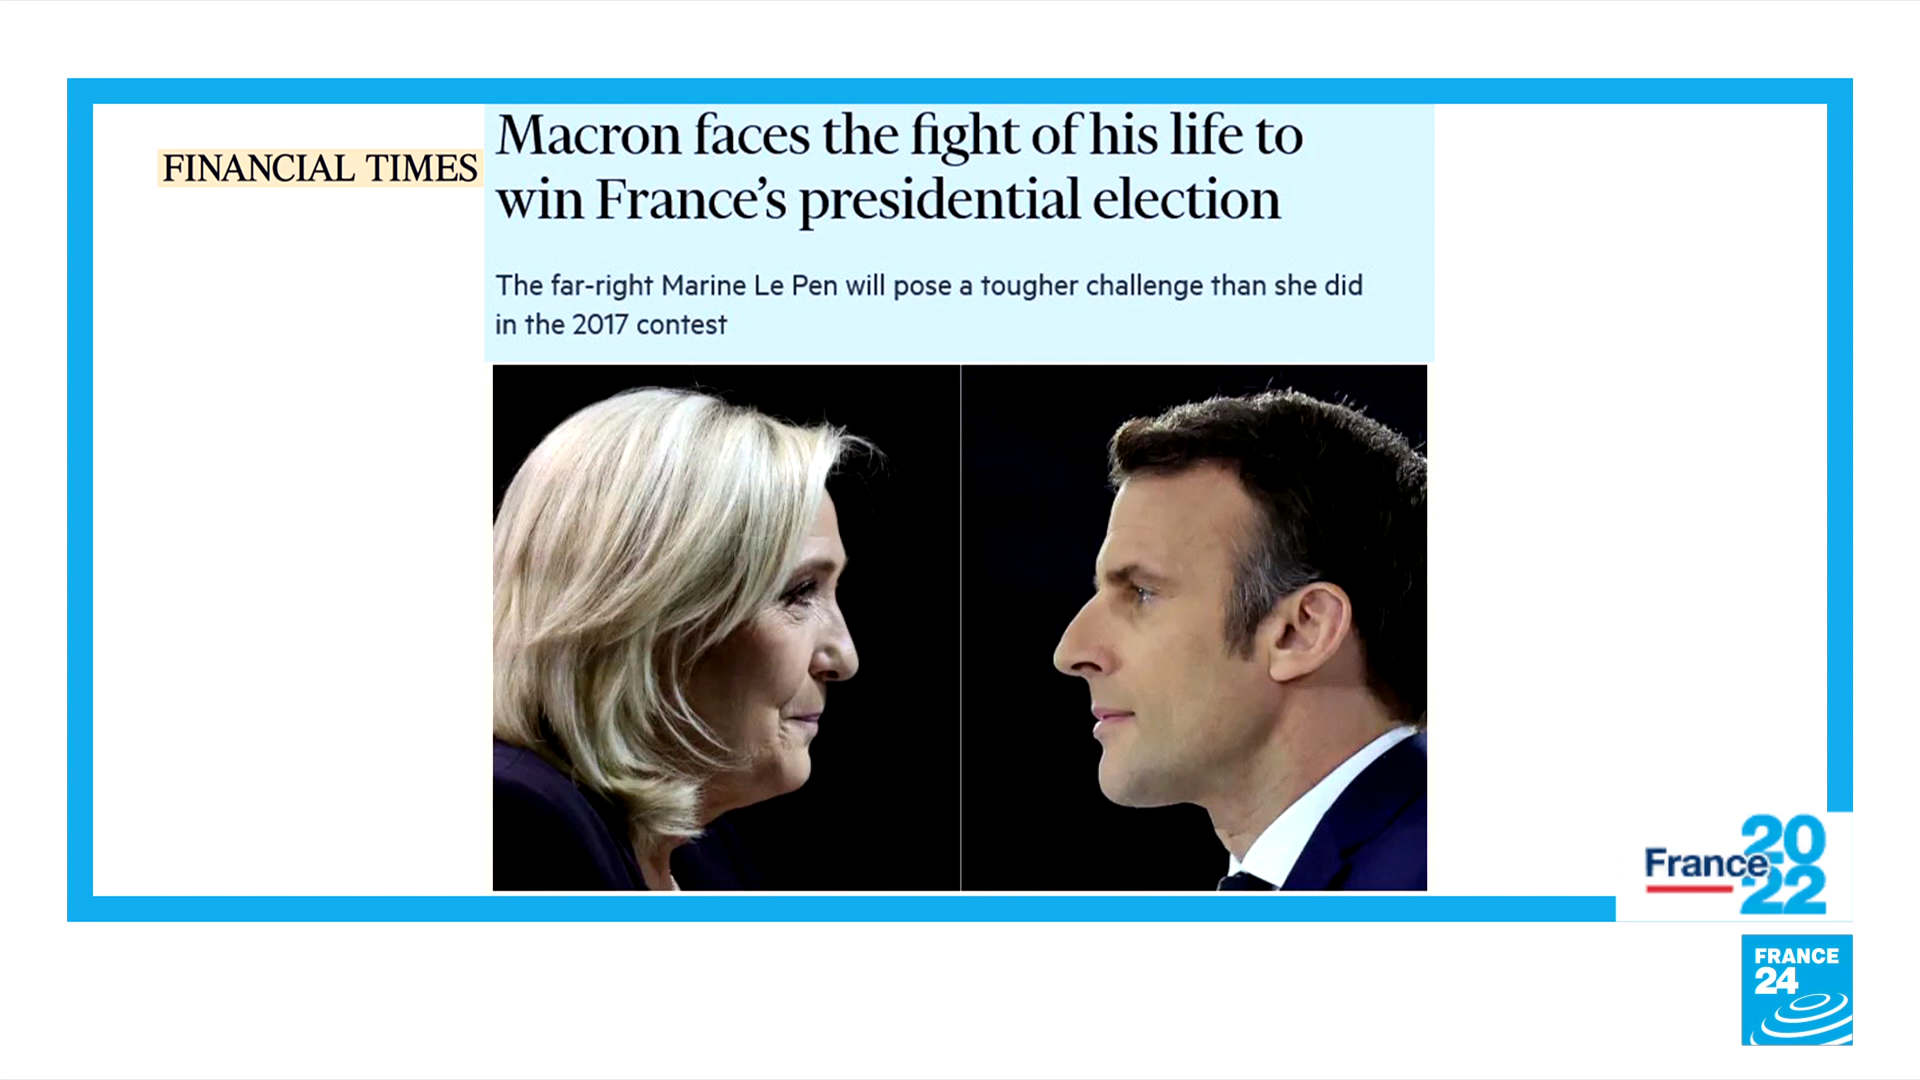 FINANCIAL TIMES
Macron faces the fight of his life to
win France’s presidential election
The far-right Marine Le Pen will pose a tougher challenge than she did
in the 2017 contest
France
20
22
FRANCE
24